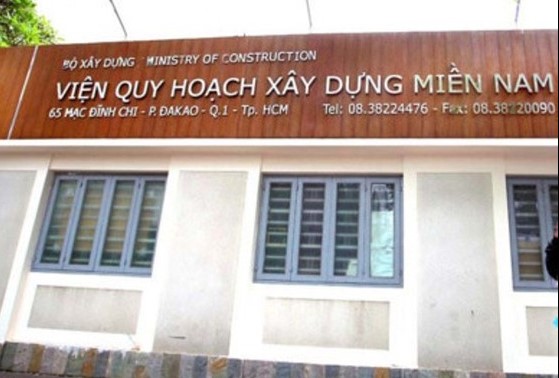 BỘ XÂY DỰNG MINISTRY OF CONSTRUCTION
VIỆN QUY HOẠCH XÂY DỰNG MIỀN NAM
65 MẠC ĐĨNH CHI - P. ĐAKAO - Q.1 - Tp. HCM Tel: 08.38224476 - Fax: 08.38220090